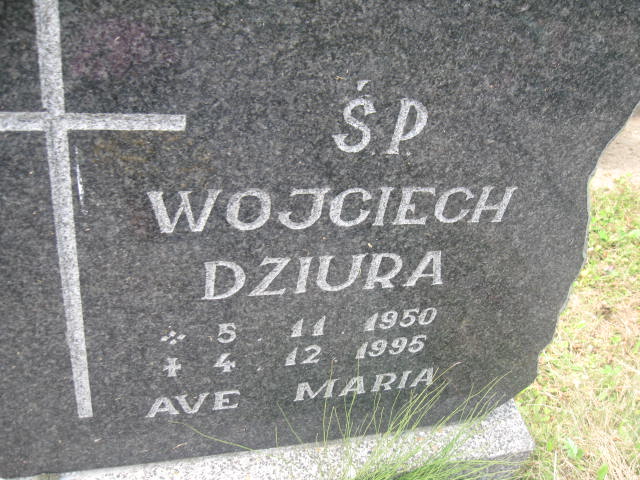 ŚP
WOJCIECH
DZIURA
* 5 11 1950
✝ 4 12 1995
AVE MARIA